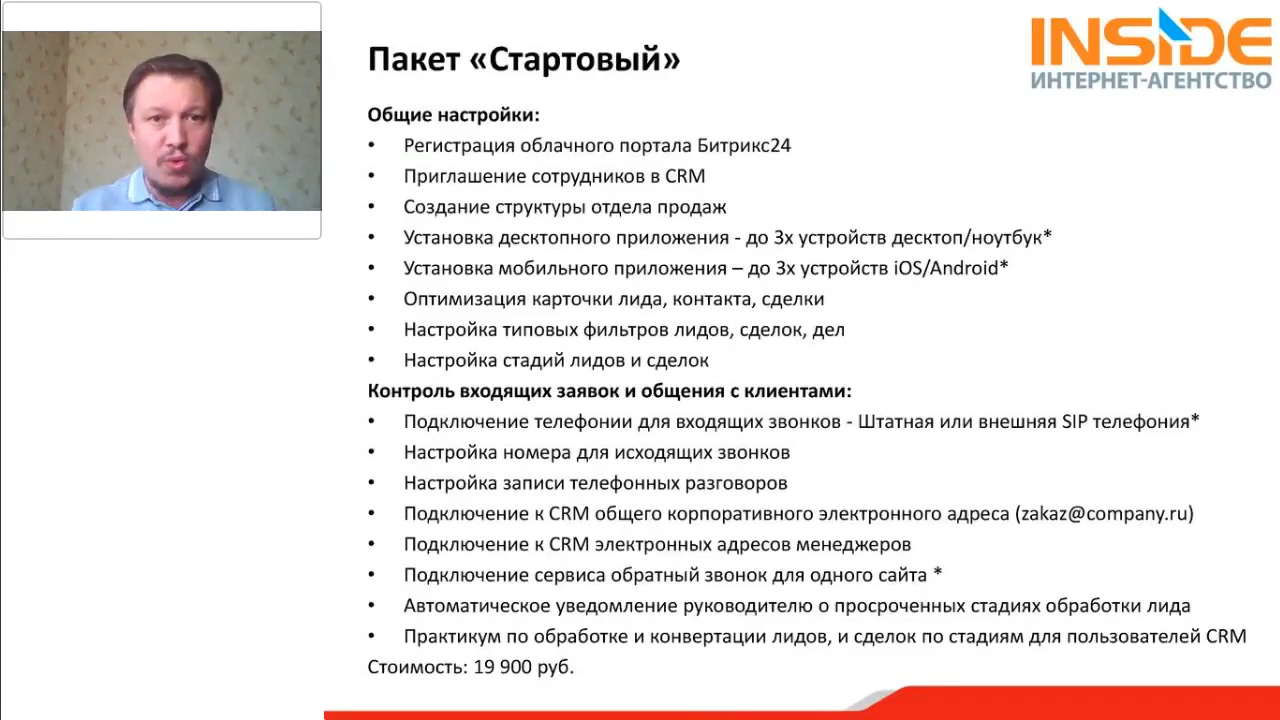 INSIDE
ИНТЕРНЕТ-АГЕНТСТВО
Пакет «Стартовый»
Общие настройки:
• Регистрация облачного портала Битрикс24
• Приглашение сотрудников в CRM
• Создание структуры отдела продаж
• Установка десктопного приложения - до 3х устройств десктоп/ноутбук*
• Установка мобильного приложения – до 3х устройств iOS/Android*
• Оптимизация карточки лида, контакта, сделки
• Настройка типовых фильтров лидов, сделок, дел
• Настройка стадий лидов и сделок
Контроль входящих заявок и общения с клиентами:
• Подключение телефонии для входящих звонков - Штатная или внешняя SIP телефония*
• Настройка номера для исходящих звонков
• Настройка записи телефонных разговоров
• Подключение к CRM общего корпоративного электронного адреса (zakaz@company.ru)
• Подключение к CRM электронных адресов менеджеров
• Подключение сервиса обратный звонок для одного сайта *
• Автоматическое уведомление руководителю о просроченных стадиях обработки лида
• Практикум по обработке и конвертации лидов, и сделок по стадиям для пользователей CRM
Стоимость: 19 900 руб.